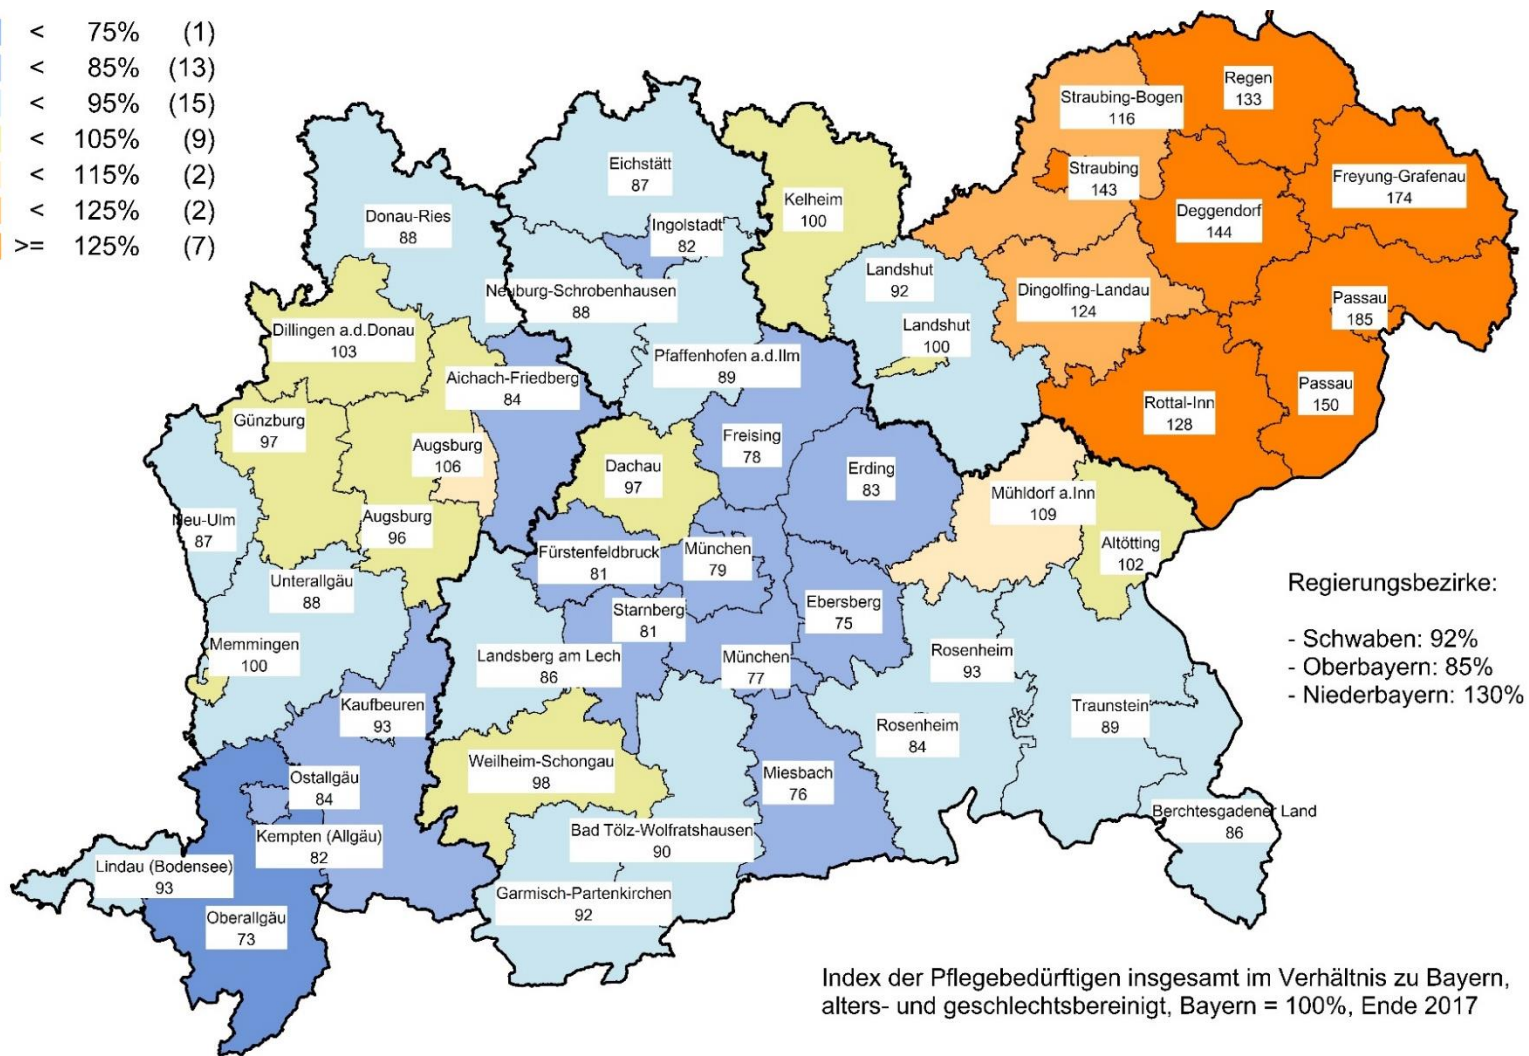 < 75% (1)
< 85% (13)
< 95% (15)
< 105% (9)
< 115% (2)
< 125% (2)
>= 125% (7)
Regen
133
Straubing-Bogen
116
Straubing
143
Freyung-Grafenau
174
Deggendorf
144
Eichstätt
87
Kelheim
100
Donau-Ries
88
Ingolstadt
82
Landshut
92
Neuburg-Schrobenhausen
88
Dingolfing-Landau
124
Passau
185
Dillingen a.d.Donau
103
Landshut
100
Pfaffenhofen a.d.Ilm
89
Aichach-Friedberg
84
Passau
150
Rottal-Inn
128
Günzburg
97
Freising
78
Augsburg
106
Dachau
97
Erding
83
Mühldorf a.Inn
109
Neu-Ulm
87
Augsburg
96
Altötting
102
Fürstenfeldbruck
81
München
79
Unterallgäu
88
Ebersberg
75
Starnberg
81
Memmingen
100
Landsberg am Lech
86
München
77
Rosenheim
93
Kaufbeuren
93
Traunstein
89
Rosenheim
84
Weilheim-Schongau
98
Miesbach
76
Ostallgäu
84
Berchtesgadener Land
86
Kempten (Allgäu)
82
Bad Tölz-Wolfratshausen
90
Lindau (Bodensee)
93
Garmisch-Partenkirchen
92
Oberallgäu
73
Regierungsbezirke:
- Schwaben: 92%
- Oberbayern: 85%
- Niederbayern: 130%
Index der Pflegebedürftigen insgesamt im Verhältnis zu Bayern,
alters- und geschlechtsbereinigt, Bayern = 100%, Ende 2017